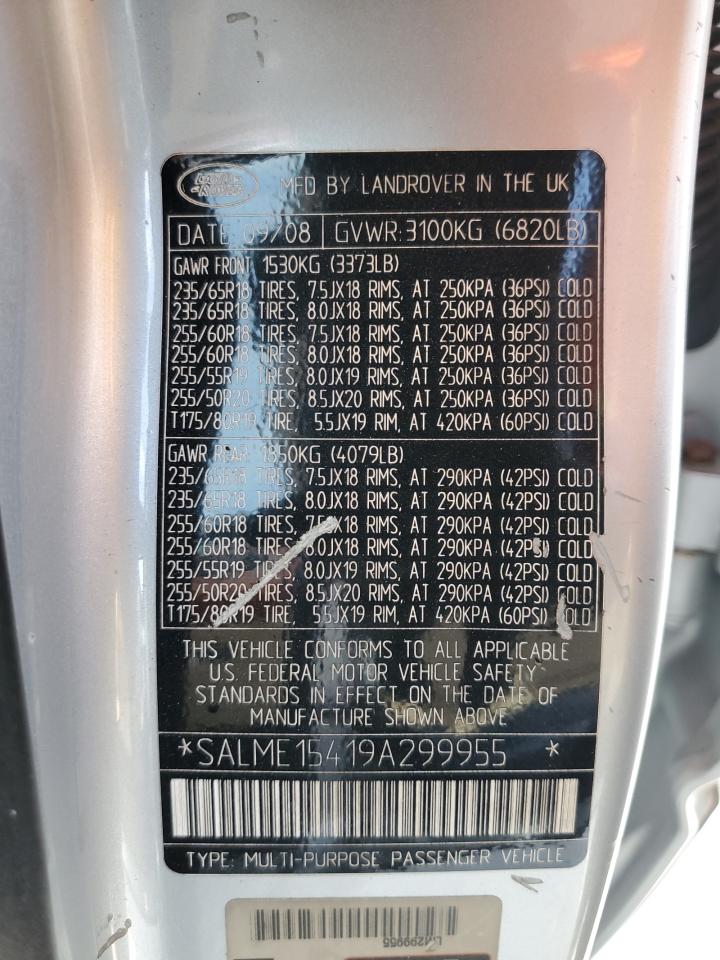 LAND-
-ROVER
MFD BY LANDROVER IN THE UK
DATE: 09/08 GVWR:3100KG (6820LB)
GAWR FRONT 1530KG (3373LB)
235/65R18 TIRES, 7.5JX18 RIMS, AT 250KPA (36PSI) COLD
235/65R18 TIRES, 8.0JX18 RIMS, AT 250KPA (36PSI) COLD
255/60R18 TIRES, 7.5JX18 RIMS, AT 250KPA (36PSI) COLD
255/60R18 TIRES, 8.0JX18 RIMS, AT 250KPA (36PSI) COLD
255/55R19 TIRES, 8.0JX19 RIMS, AT 250KPA (36PSI) COLD
255/50R20 TIRES, 8.5JX20 RIMS, AT 250KPA (36PSI) COLD
T175/80R19 TIRE, 5.5JX19 RIM, AT 420KPA (60PSI) COLD
GAWR REAR 1850KG (4079LB)
235/65R18 TIRES, 7.5JX18 RIMS, AT 290KPA (42PSI) COLD
235/65R18 TIRES, 8.0JX18 RIMS, AT 290KPA (42PSI) COLD
255/60R18 TIRES, 7.5JX18 RIMS, AT 290KPA (42PSI) COLD
255/60R18 TIRES, 8.0JX18 RIMS, AT 290KPA (42PSI) COLD
255/55R19 TIRES, 8.0JX19 RIMS, AT 290KPA (42PSI) COLD
255/50R20 TIRES, 8.5JX20 RIMS, AT 290KPA (42PSI) COLD
T175/80R19 TIRE, 5.5JX19 RIM, AT 420KPA (60PSI) COLD
THIS VEHICLE CONFORMS TO ALL APPLICABLE
U.S. FEDERAL MOTOR VEHICLE SAFETY
STANDARDS IN EFFECT ON THE DATE OF
MANUFACTURE SHOWN ABOVE
*SALME15419A299955 *
TYPE: MULTI-PURPOSE PASSENGER VEHICLE